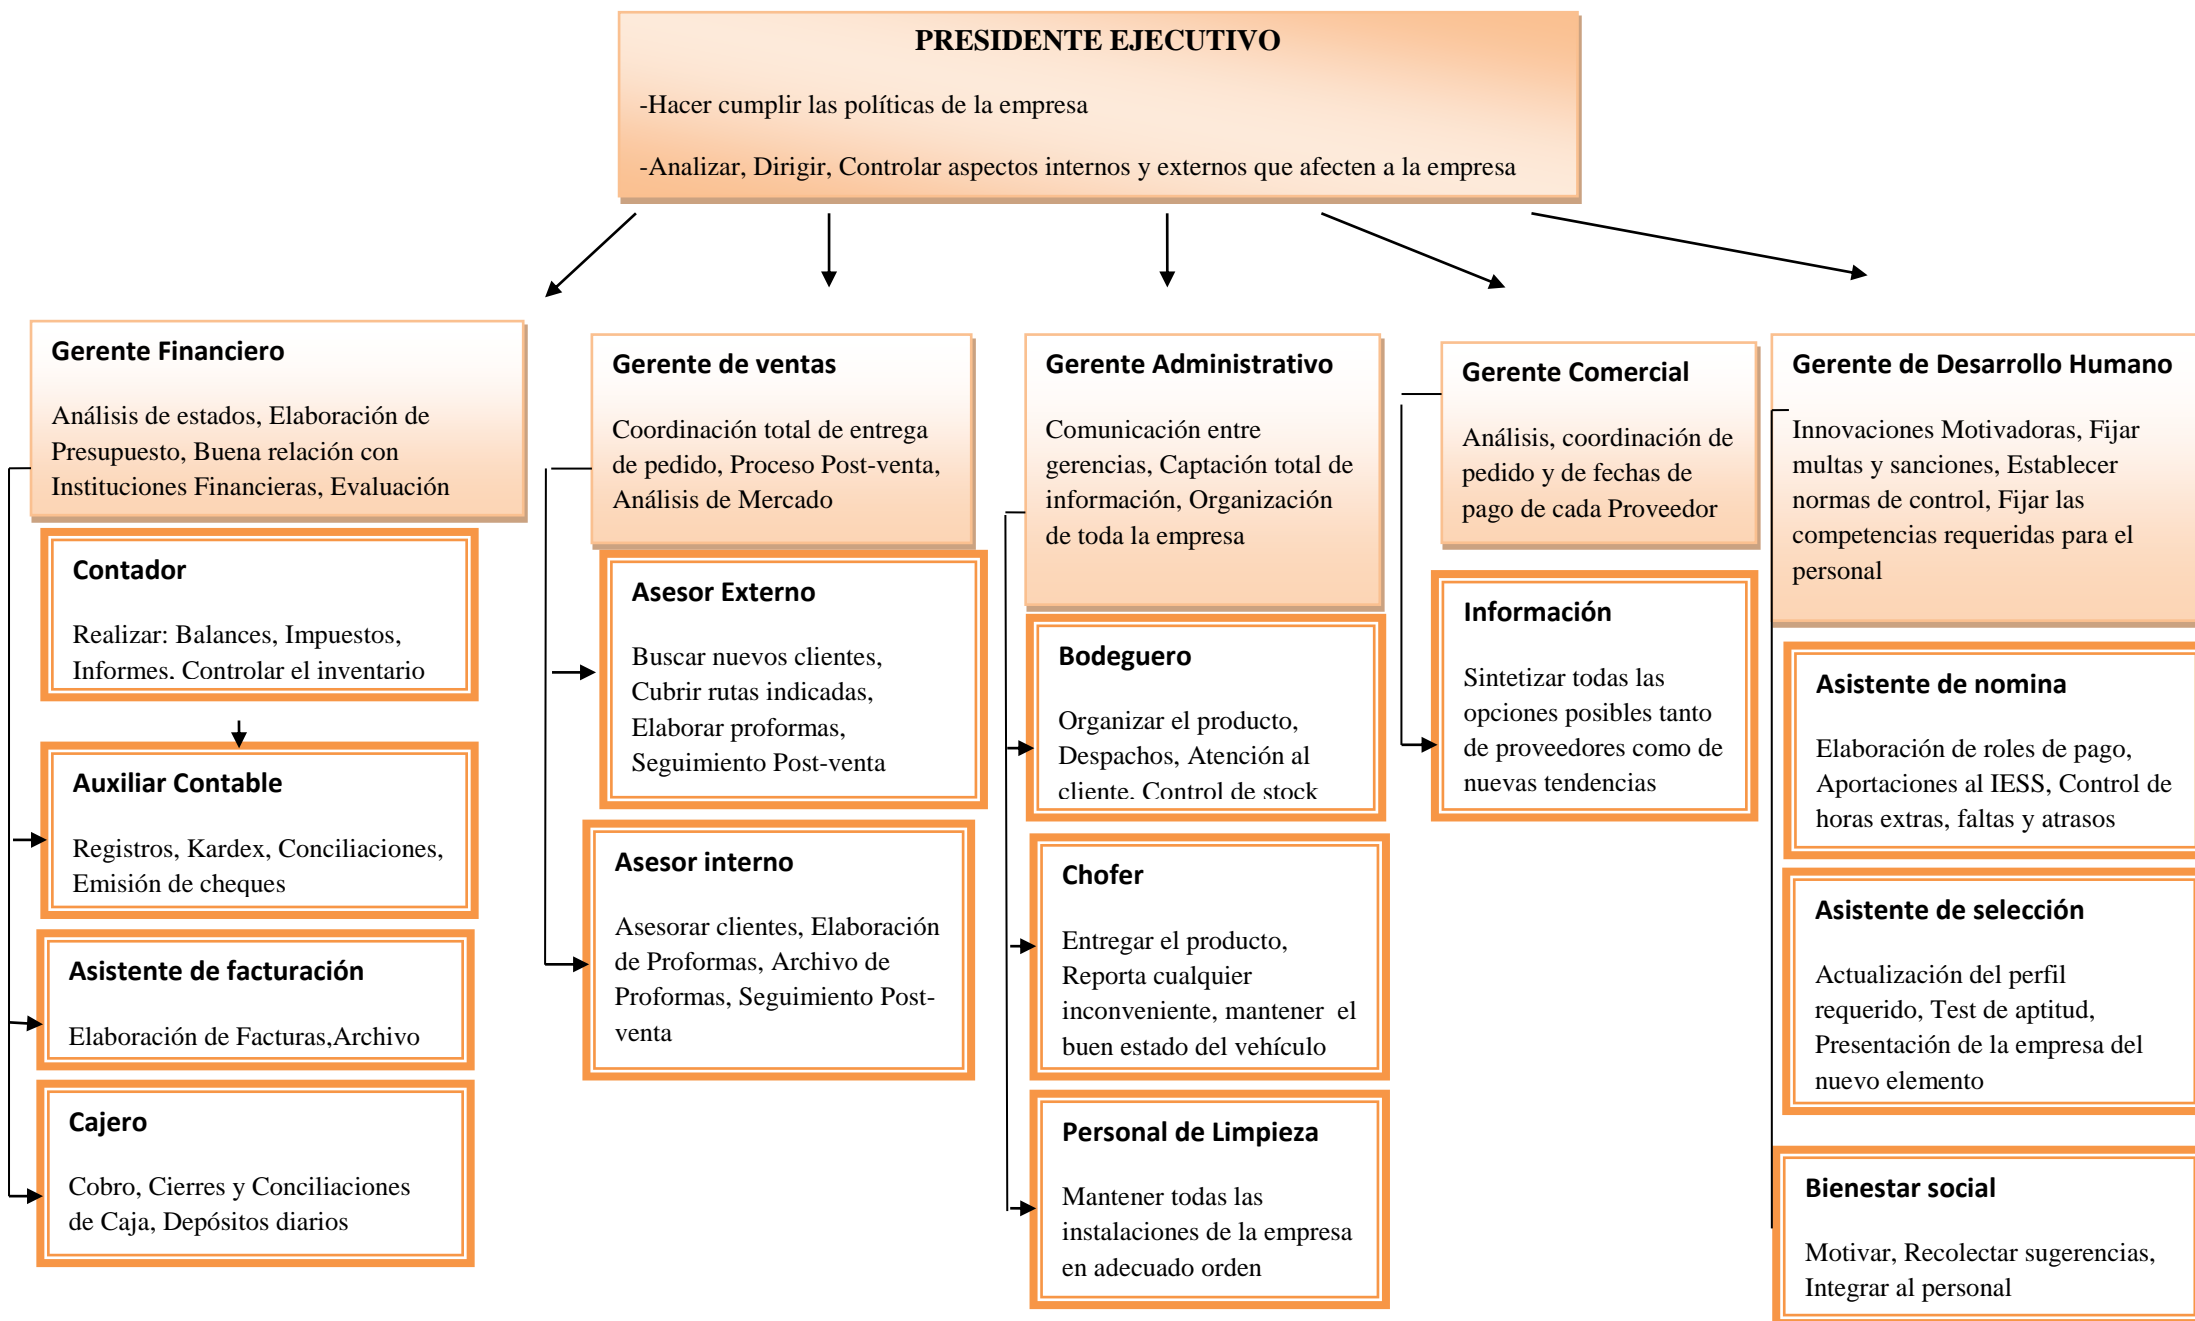 PRESIDENTE EJECUTIVO
-Hacer cumplir las políticas de la empresa
-Analizar, Dirigir, Controlar aspectos internos y externos que afecten a la empresa
Gerente Financiero
Análisis de estados, Elaboración de
Presupuesto, Buena relación con
Instituciones Financieras, Evaluación
Contador
Realizar: Balances, Impuestos,
Informes. Controlar el inventario
Auxiliar Contable
Registros, Kardex, Conciliaciones,
Emisión de cheques
Asistente de facturación
Elaboración de Facturas,Archivo
Cajero
Cobro, Cierres y Conciliaciones
de Caja, Depósitos diarios
Gerente de ventas
Coordinación total de entrega
de pedido, Proceso Post-venta,
Análisis de Mercado
Asesor Externo
Buscar nuevos clientes,
Cubrir rutas indicadas,
Elaborar proformas,
Seguimiento Post-venta
Asesor interno
Asesorar clientes, Elaboración
de Proformas, Archivo de
Proformas, Seguimiento Post-
venta
Gerente Administrativo
Comunicación entre
gerencias, Captación total de
información, Organización
de toda la empresa
Bodeguero
Organizar el producto,
Despachos, Atención al
cliente, Control de stock
Chofer
Entregar el producto,
Reporta cualquier
inconveniente, mantener  el
buen estado del vehículo
Personal de Limpieza
Mantener todas las
instalaciones de la empresa
en adecuado orden
Gerente Comercial
Análisis, coordinación de
pedido y de fechas de
pago de cada Proveedor
Información
Sintetizar todas las
opciones posibles tanto
de proveedores como de
nuevas tendencias
Gerente de Desarrollo Humano
Innovaciones Motivadoras, Fijar
multas y sanciones, Establecer
normas de control, Fijar las
competencias requeridas para el
personal
Asistente de nomina
Elaboración de roles de pago,
Aportaciones al IESS, Control de
horas extras, faltas y atrasos
Asistente de selección
Actualización del perfil
requerido, Test de aptitud,
Presentación de la empresa del
nuevo elemento
Bienestar social
Motivar, Recolectar sugerencias,
Integrar al personal